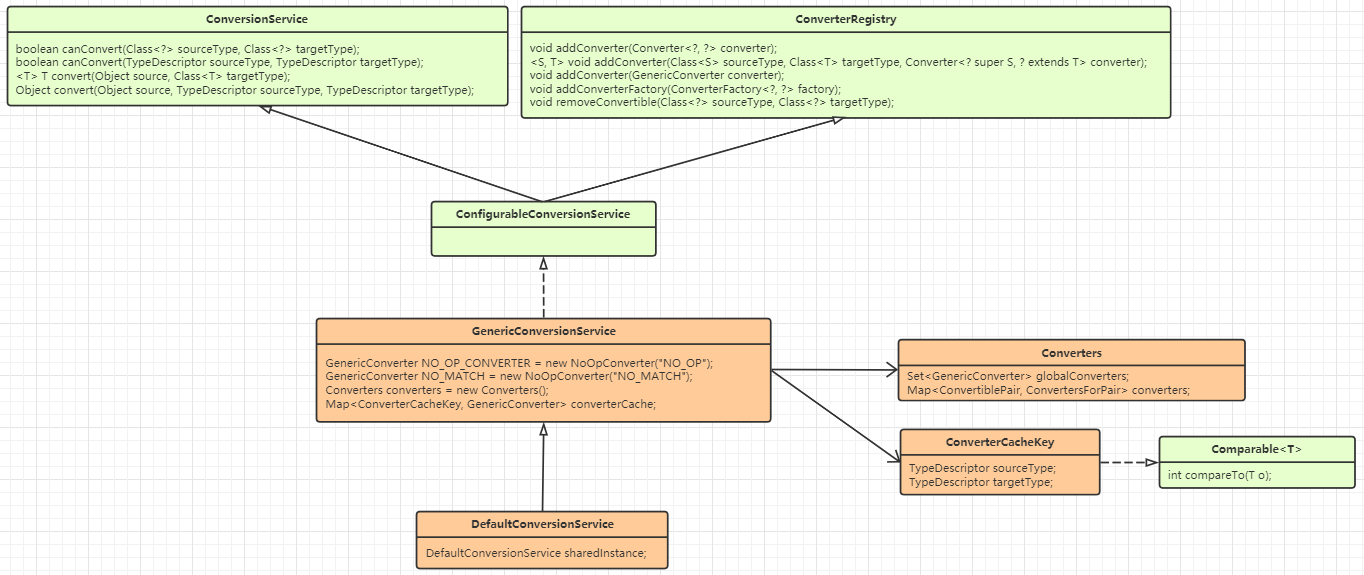 ConversionService
boolean canConvert(Class<?> sourceType, Class<?> targetType);
boolean canConvert(TypeDescriptor sourceType, TypeDescriptor targetType);
<T> T convert(Object source, Class<T> targetType);
Object convert(Object source, TypeDescriptor sourceType, TypeDescriptor targetType);
ConverterRegistry
void addConverter(Converter<?, ?> converter);
<S, T> void addConverter(Class<S> sourceType, Class<T> targetType, Converter<? super S, ? extends T> converter);
void addConverter(GenericConverter converter);
void addConverterFactory(ConverterFactory<?, ?> factory);
void removeConvertible(Class<?> sourceType, Class<?> targetType);
ConfigurableConversionService
GenericConversionService
GenericConverter NO_OP_CONVERTER = new NoOpConverter("NO_OP");
GenericConverter NO_MATCH = new NoOpConverter("NO_MATCH");
Converters converters = new Converters();
Map<ConverterCacheKey, GenericConverter> converterCache;
Converters
Set<GenericConverter> globalConverters;
Map<ConvertiblePair, ConvertersForPair> converters;
ConverterCacheKey
TypeDescriptor sourceType;
TypeDescriptor targetType;
Comparable<T>
int compareTo(T o);
DefaultConversionService
DefaultConversionService sharedInstance;